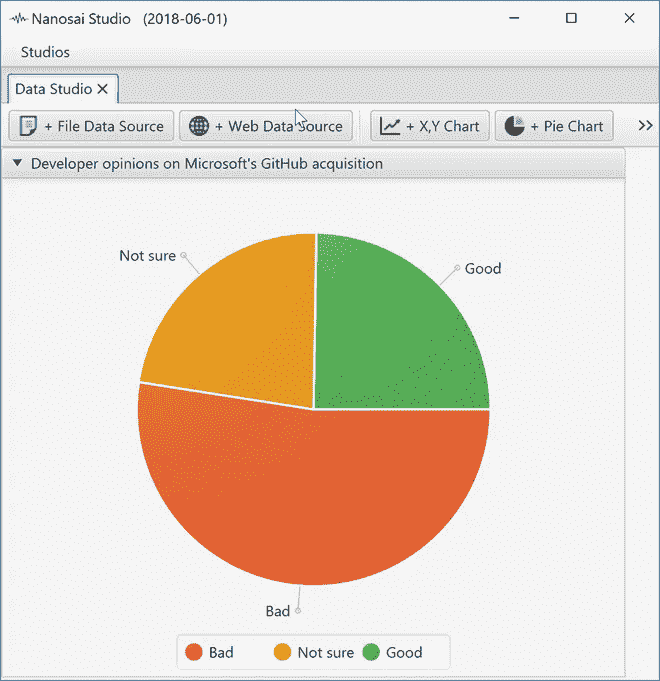 Nanosai Studio (2018-06-01)
Studios
Data Studio
+ File Data Source + Web Data Source + X,Y Chart + Pie Chart
Developer opinions on Microsoft's GitHub acquisition
Not sure
Good
Bad
Bad Not sure Good